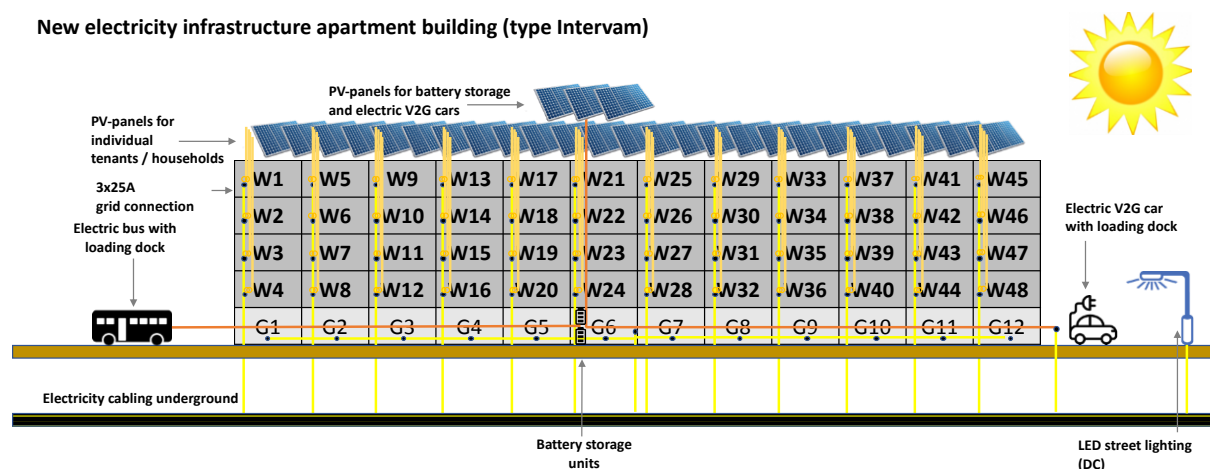 New electricity infrastructure apartment building (type Intervam)
PV-panels for battery storage
and electric V2G cars
PV-panels for
individual
tenants / households
3x25A
grid connection
Electric bus with
loading dock
W1 W5 W9 W13 W17 W21 W25 W29 W33 W37 W41 W45
W2 W6 W10 W14 W18 W22 W26 W30 W34 W38 W42 W46
W3 W7 W11 W15 W19 W23 W27 W31 W35 W39 W43 W47
W4 W8 W12 W16 W20 W24 W28 W32 W36 W40 W44 W48
G1 G2 G3 G4 G5 G6 G7 G8 G9 G10 G11 G12
Electric V2G car
with loading dock
Electricity cabling underground
Battery storage
units
LED street lighting
(DC)